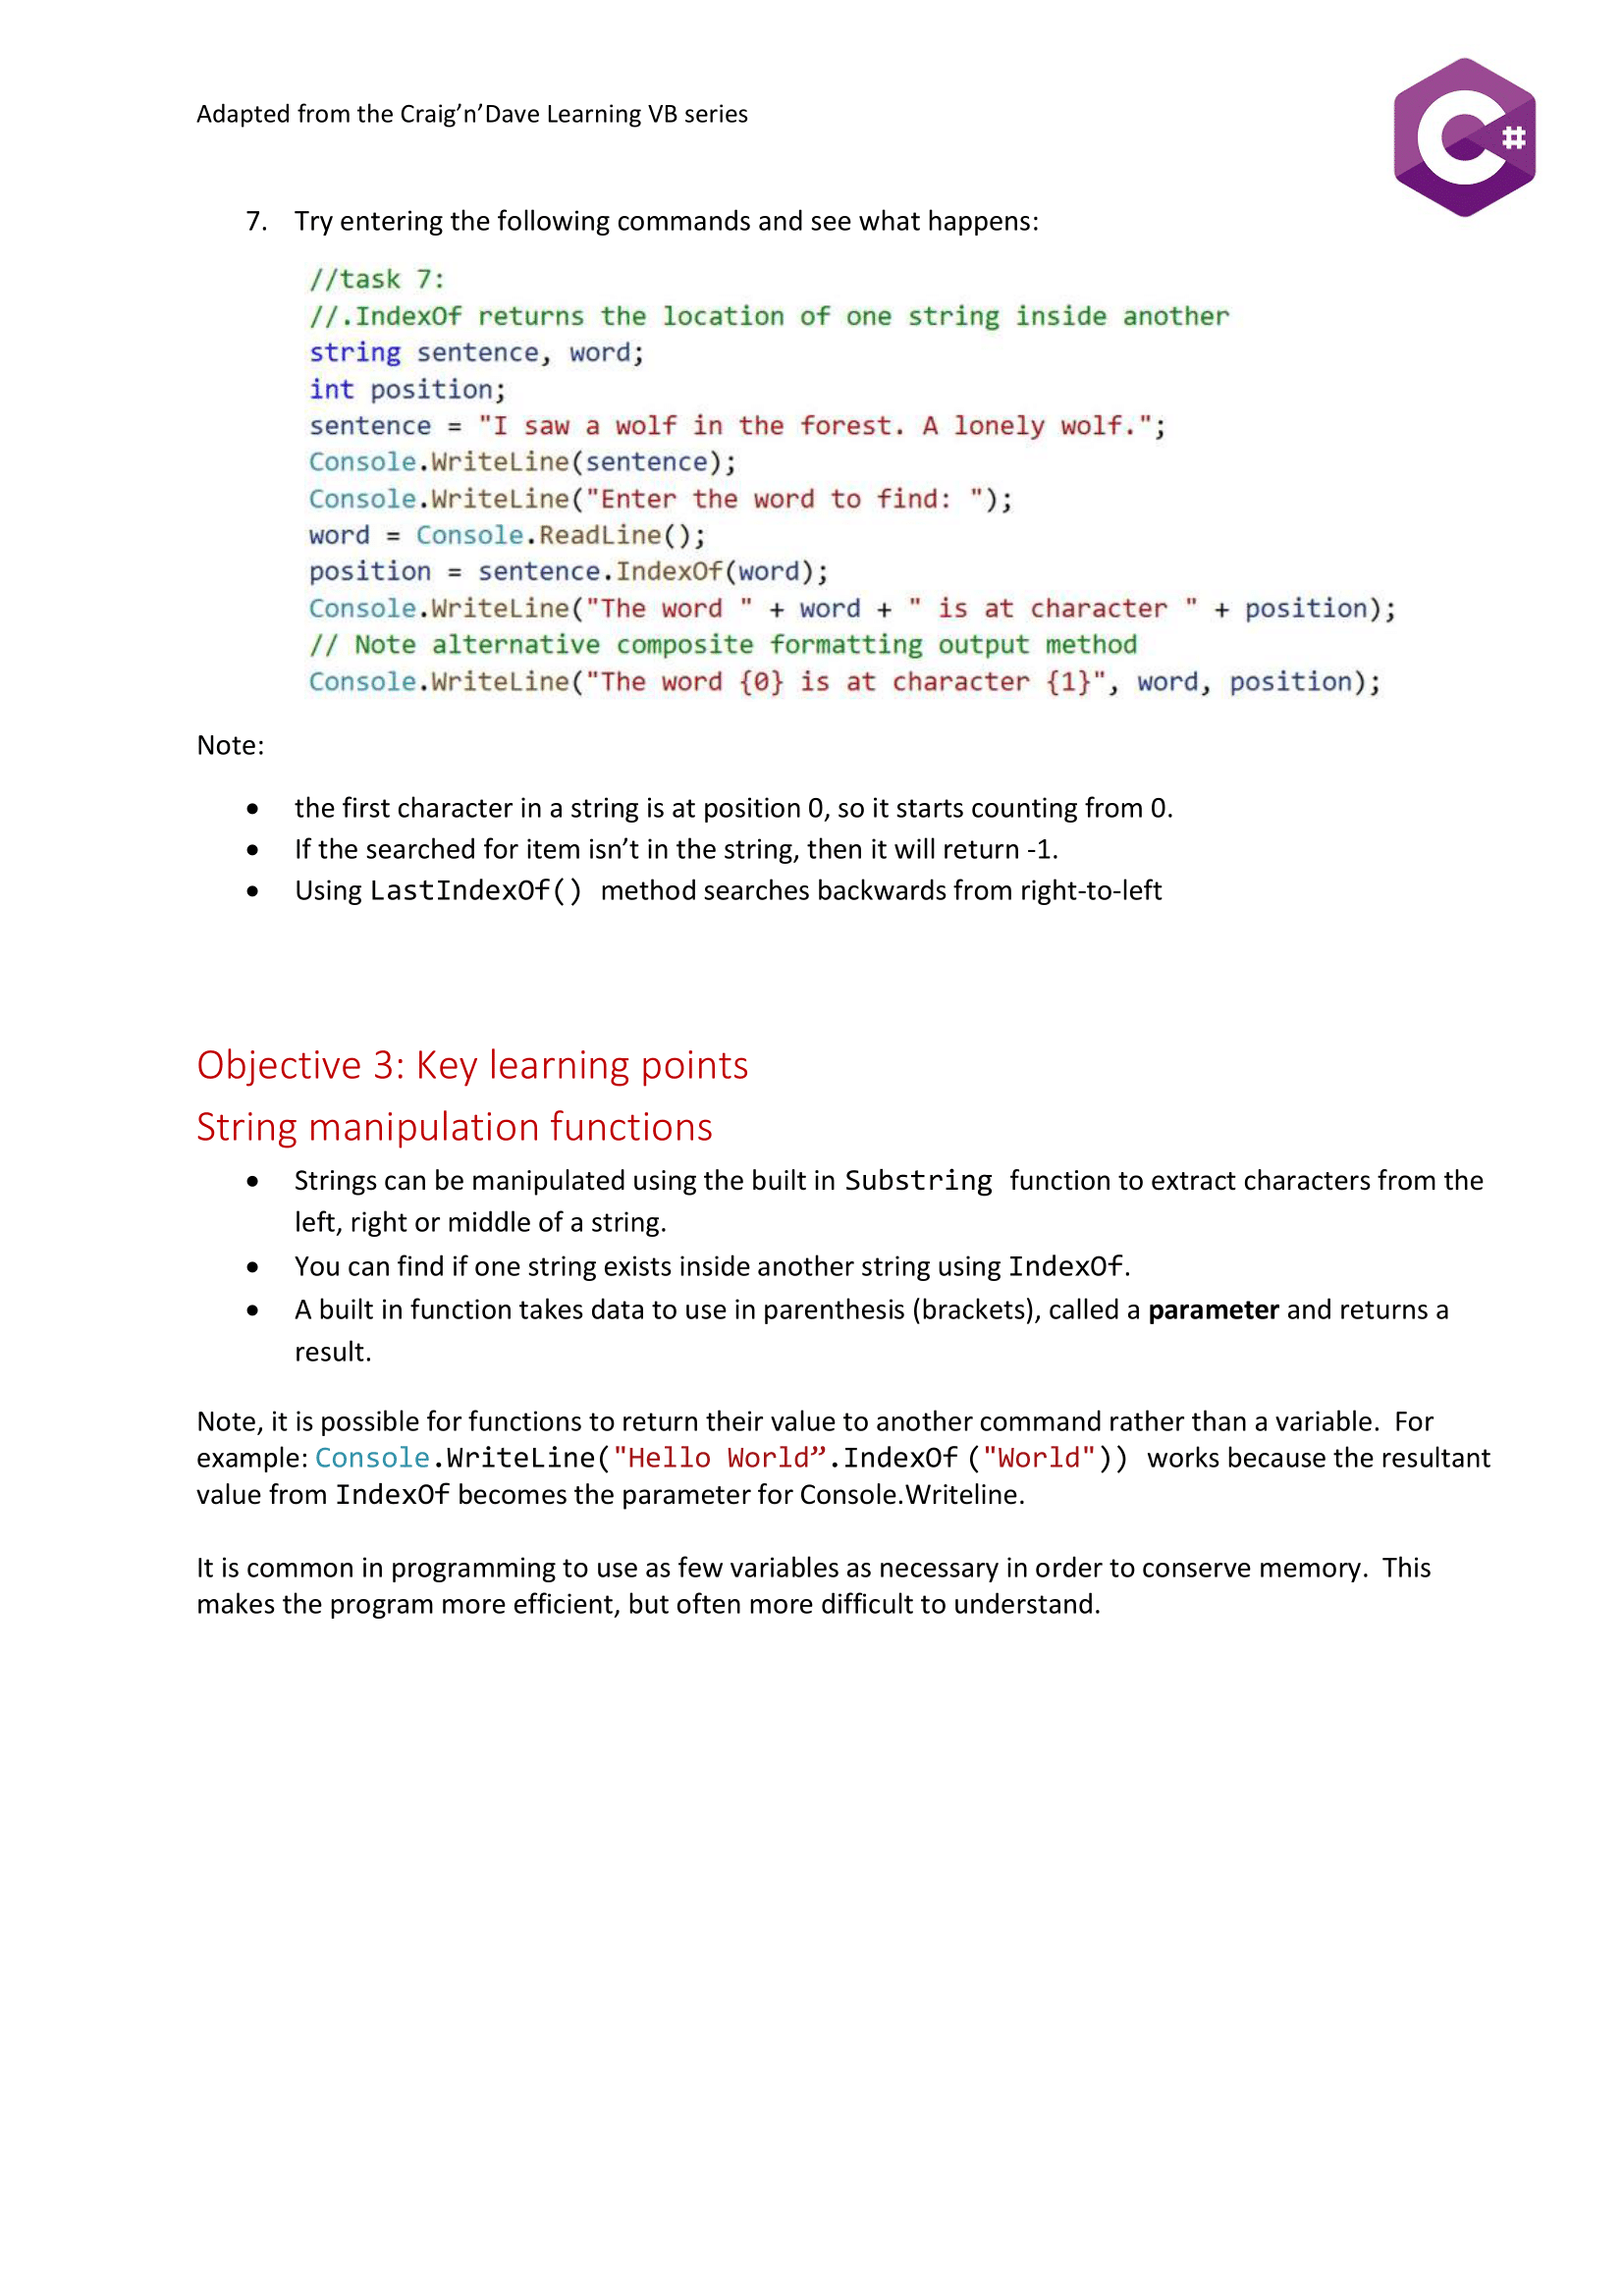 Adapted from the Craig’n’Dave Learning VB series
C#
7. Try entering the following commands and see what happens:
//task 7:
//.IndexOf returns the location of one string inside another
string sentence, word;
int position;
sentence = "I saw a wolf in the forest. A lonely wolf.";
Console.WriteLine(sentence);
Console.WriteLine("Enter the word to find: ");
word = Console.ReadLine();
position = sentence.IndexOf(word);
Console.WriteLine("The word " + word + " is at character " + position);
// Note alternative composite formatting output method
Console.WriteLine("The word {0} is at character {1}", word, position);
Note:
• the first character in a string is at position 0, so it starts counting from 0.
• If the searched for item isn’t in the string, then it will return -1.
• Using LastIndexOf() method searches backwards from right-to-left
Objective 3: Key learning points
String manipulation functions
• Strings can be manipulated using the built in Substring function to extract characters from the
left, right or middle of a string.
• You can find if one string exists inside another string using IndexOf.
• A built in function takes data to use in parenthesis (brackets), called a parameter and returns a
result.
Note, it is possible for functions to return their value to another command rather than a variable. For
example: Console.WriteLine("Hello World”.IndexOf ("World")) works because the resultant
value from IndexOf becomes the parameter for Console.Writeline.
It is common in programming to use as few variables as necessary in order to conserve memory. This
makes the program more efficient, but often more difficult to understand.